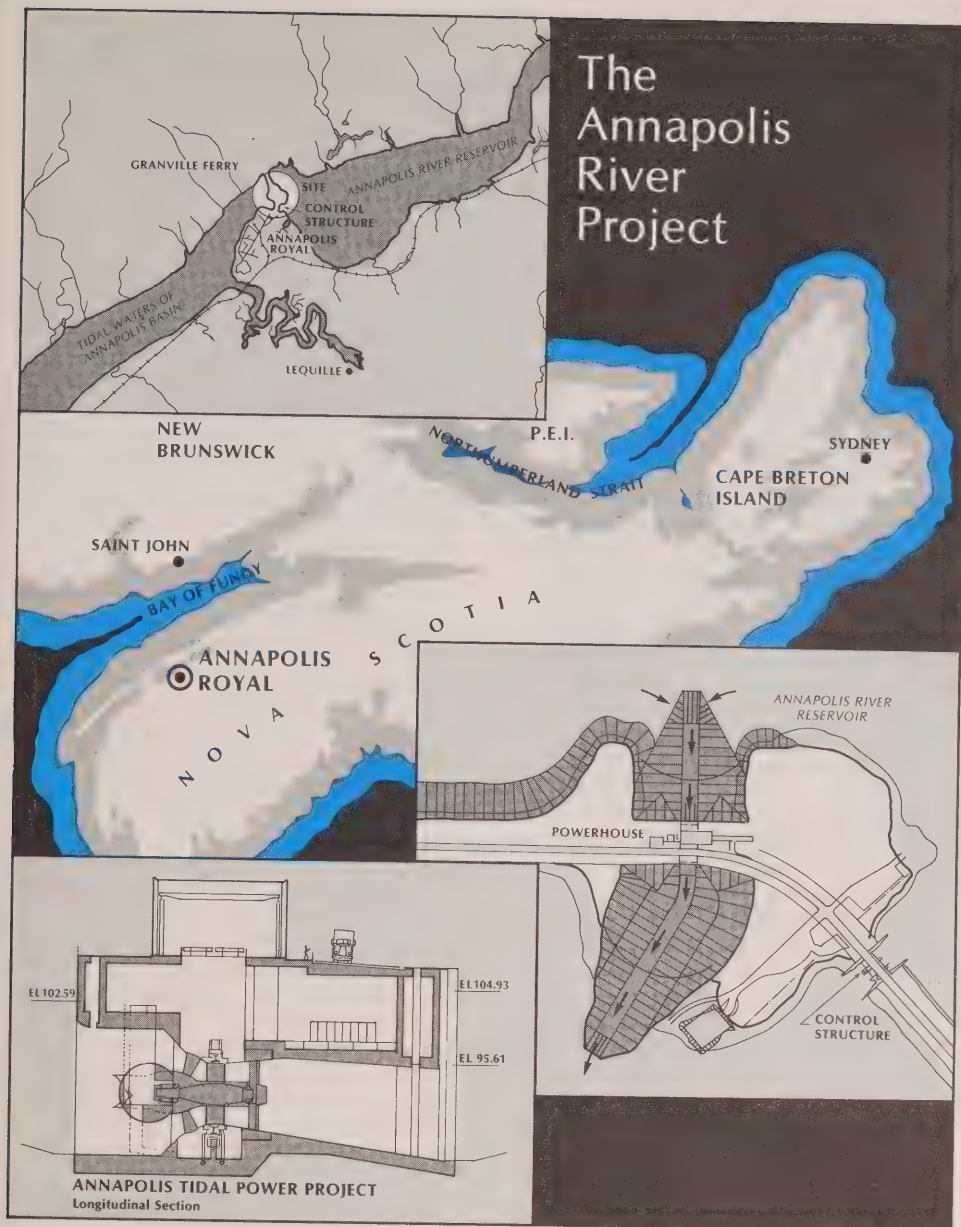 The
Annapolis
River
Project
GRANVILLE FERRY
SITE
ANNAPOLIS RIVER RESERVOIR
CONTROL
STRUCTURE
ANNAPOLIS
ROYAL
TIDAL WATERS OF
ANNAPOLIS BASIN
LEQUILLE
NEW
BRUNSWICK
P.E.I.
NORTHUMBERLAND STRAIT
SYDNEY
CAPE BRETON
ISLAND
SAINT JOHN
BAY OF FUNDY
ANNAPOLIS
ROYAL
NOVA SCOTIA
ANNAPOLIS RIVER
RESERVOIR
POWERHOUSE
CONTROL
STRUCTURE
EL 102.59
EL 104.93
EL 95.61
ANNAPOLIS TIDAL POWER PROJECT
Longitudinal Section